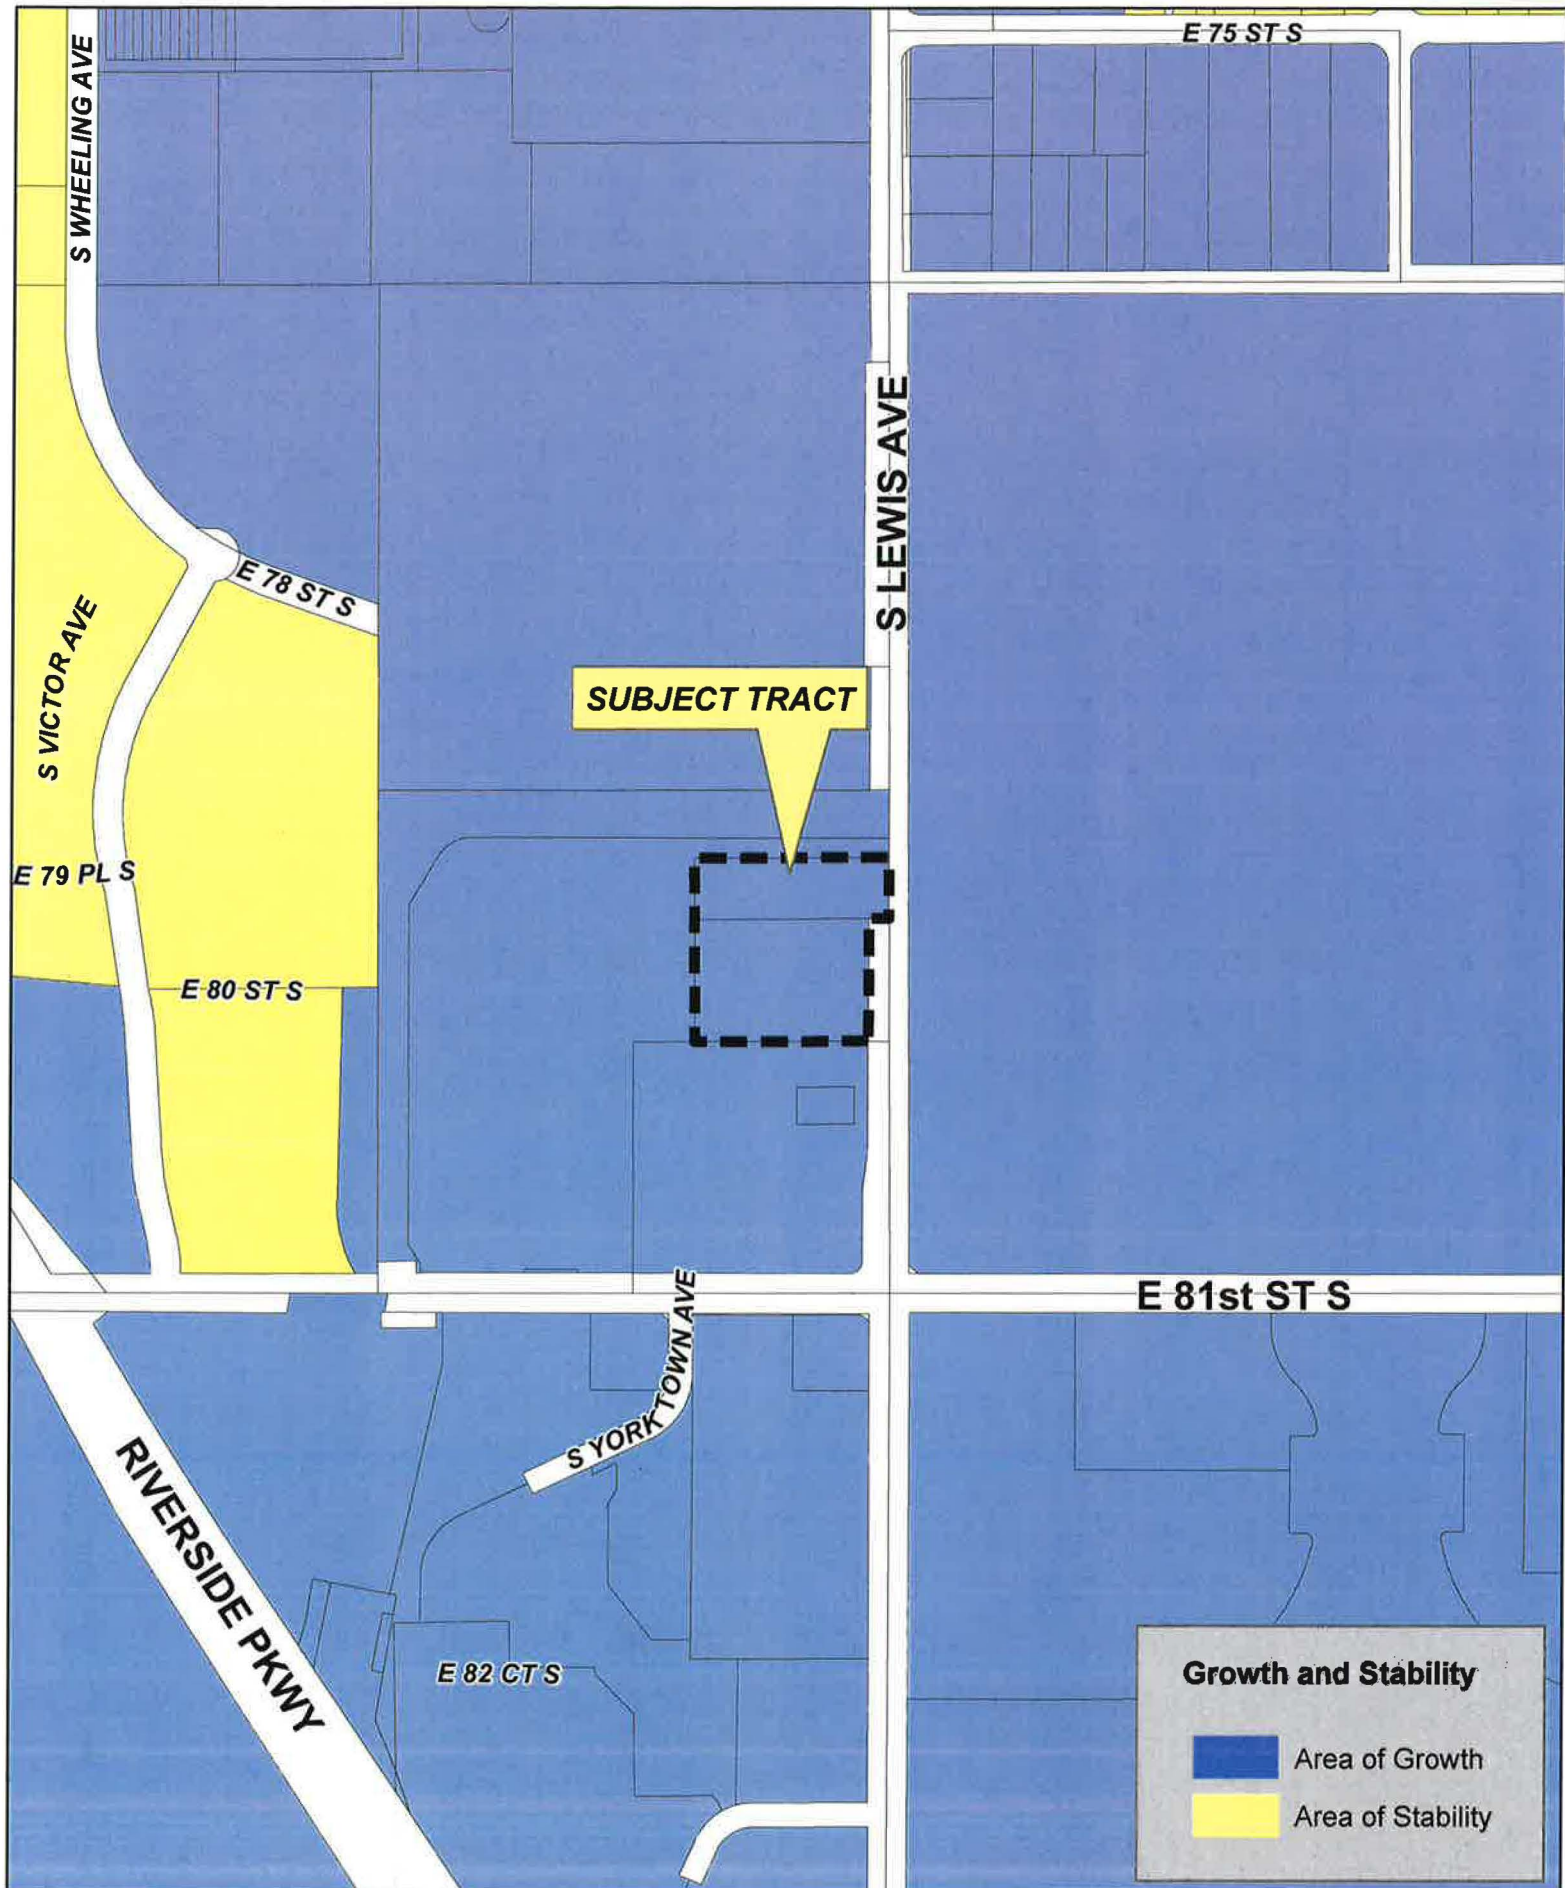 E 75 ST S
S WHEELING AVE
S LEWIS AVE
E 78 ST S
S VICTOR AVE
SUBJECT TRACT
E 79 PL S
E 80 ST S
E 81st ST S
S YORKTOWN AVE
RIVERSIDE PKWY
E 82 CT S
Growth and Stability
Area of Growth
Area of Stability